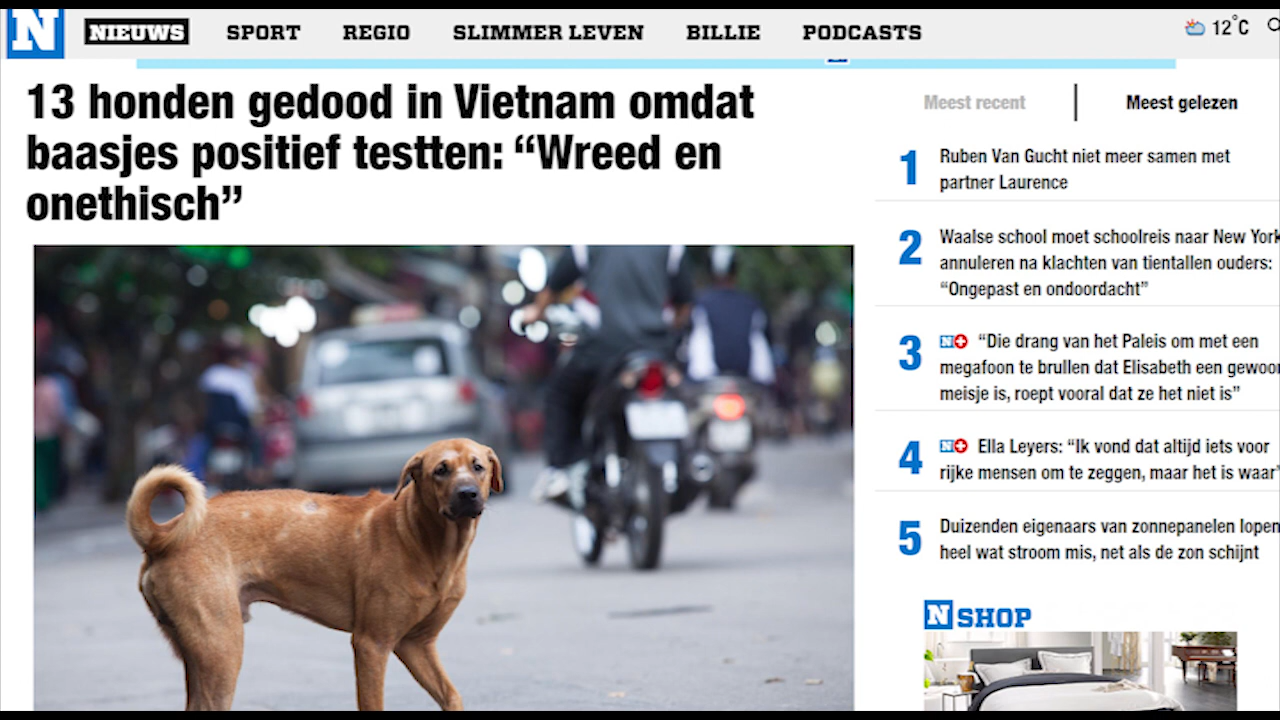 N NIEUWS SPORT REGIO SLIMMER LEVEN BILLIE PODCASTS 12°C
13 honden gedood in Vietnam omdat
baasjes positief testten: “Wreed en
onethisch”
Meest recent | Meest gelezen
1 Ruben Van Gucht niet meer samen met
partner Laurence
2 Waalse school moet schoolreis naar New York
annuleren na klachten van tientallen ouders:
“Ongepast en ondoordacht”
3 N+ “Die drang van het Paleis om met een
megafoon te brullen dat Elisabeth een gewoon
meisje is, roept vooral dat ze het niet is”
4 N+ Ella Leyers: “Ik vond dat altijd iets voor
rijke mensen om te zeggen, maar het is waar”
5 Duizenden eigenaars van zonnepanelen lopen
heel wat stroom mis, net als de zon schijnt
N SHOP